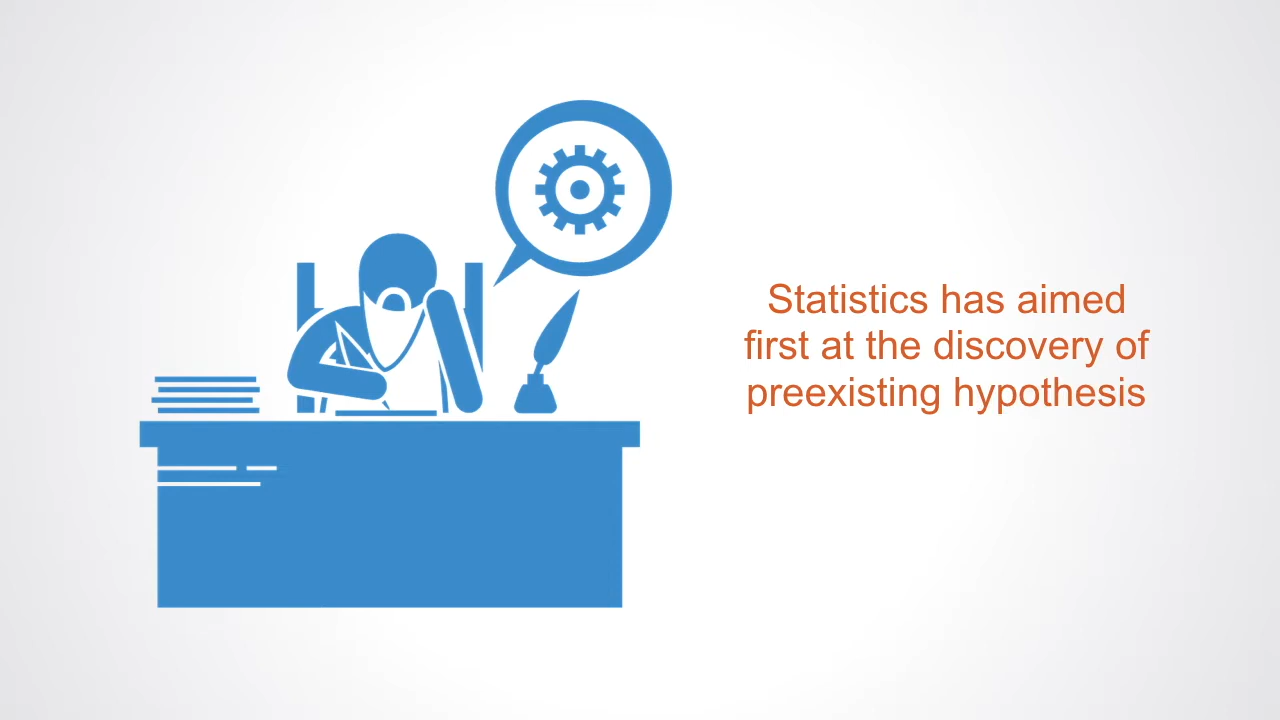 Statistics has aimed
first at the discovery of
preexisting hypothesis